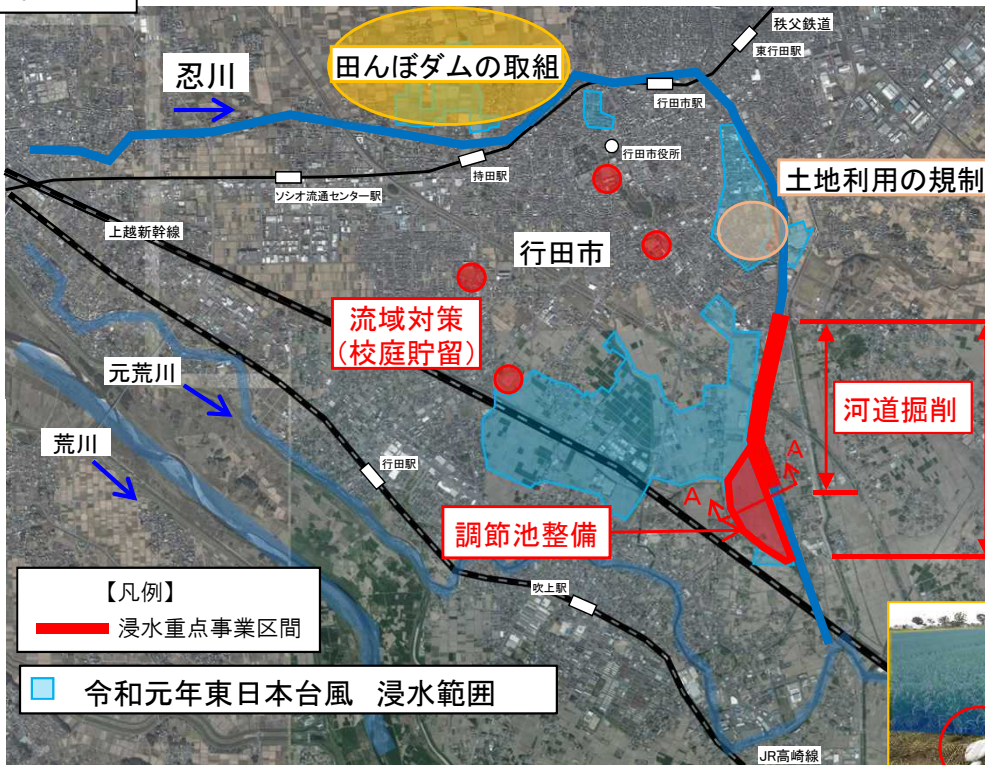 秩父鉄道
東行田駅
忍川
田んぼダムの取組
行田市駅
行田市役所
持田駅
ソシオ流通センター駅
土地利用の規制
上越新幹線
行田市
流域対策
(校庭貯留)
元荒川
河道掘削
荒川
行田駅
A
A
調節池整備
【凡例】
浸水重点事業区間
吹上駅
令和元年東日本台風 浸水範囲
JR高崎線